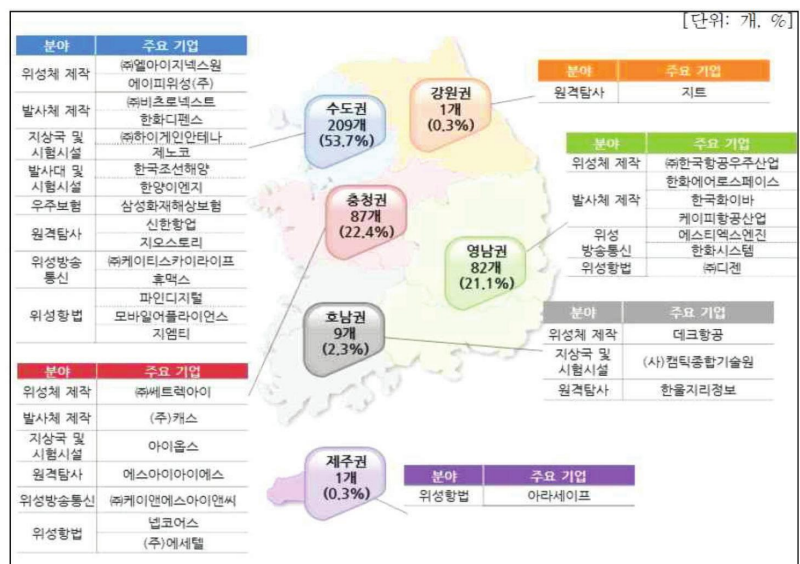 [단위: 개, %]
분야 주요 기업
위성체 제작 ㈜엘아이지넥스원
에이피위성(주)
발사체 제작 ㈜비츠로넥스트
한화디펜스
지상국 및 시험시설 ㈜하이게인안테나
제노코
발사대 및 시험시설 한국조선해양
한양이엔지
우주보험 삼성화재해상보험
원격탐사 신한항업
지오스토리
위성방송 통신 ㈜케이티스카이라이프
휴맥스
위성항법 파인디지털
모바일어플라이언스
지엠티
수도권
209개
(53.7%)
강원권
1개
(0.3%)
분야 주요 기업
원격탐사 지트
충청권
87개
(22.4%)
영남권
82개
(21.1%)
분야 주요 기업
위성체 제작 ㈜한국항공우주산업
발사체 제작 한화에어로스페이스
한국화이바
케이피항공산업
위성 방송통신 에스티엑스엔진
한화시스템
위성항법 ㈜디젠
호남권
9개
(2.3%)
분야 주요 기업
위성체 제작 데크항공
지상국 및 시험시설 (사)캠틱종합기술원
원격탐사 한울지리정보
분야 주요 기업
위성체 제작 ㈜쎄트렉아이
발사체 제작 (주)캐스
지상국 및 시험시설 아이옵스
원격탐사 에스아이아이에스
위성방송통신 ㈜케이앤에스아이앤씨
위성항법 넵코어스
(주)에세텔
제주권
1개
(0.3%)
분야 주요 기업
위성항법 아라세이프